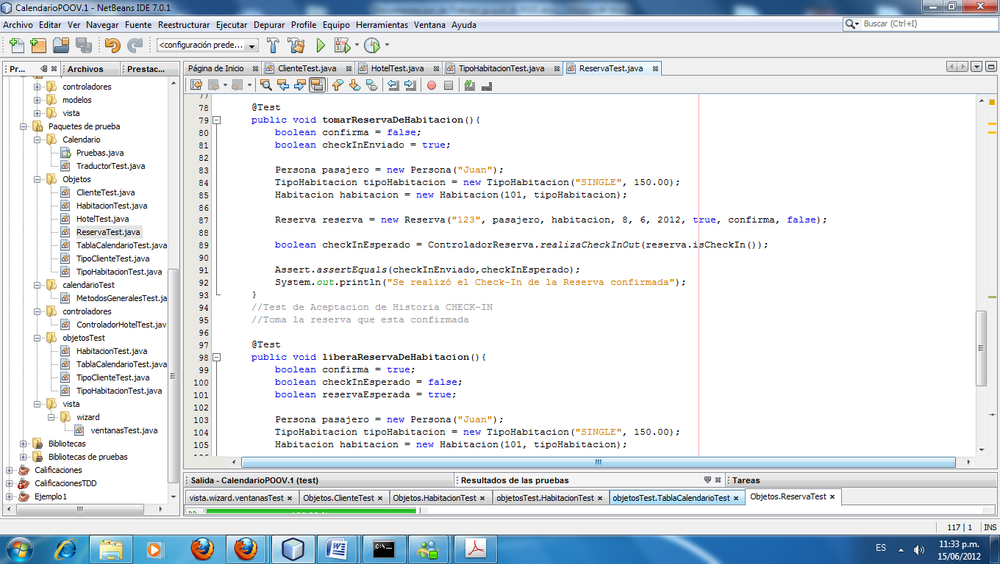 CalendarioPOOV.1 - NetBeans IDE 7.0.1
Archivo Editar Ver Navegar Fuente Reestructurar Ejecutar Depurar Profile Equipo Herramientas Ventana Ayuda
Buscar (Ctrl+I)
<configuración prede...
Pr... Archivos Prestac...
controladores
modelos
vista
Paquetes de prueba
Calendario
Pruebas.java
TraductorTest.java
Objetos
ClienteTest.java
HabitacionTest.java
HotelTest.java
ReservaTest.java
TablaCalendarioTest.java
TipoClienteTest.java
TipoHabitacionTest.java
calendarioTest
MetodosGeneralesTest.ja
controladores
ControladorHotelTest.jav
objetosTest
HabitacionTest.java
TablaCalendarioTest.java
TipoClienteTest.java
TipoHabitacionTest.java
vista
wizard
ventanasTest.java
Bibliotecas
Bibliotecas de pruebas
Calificaciones
CalificacionesTDD
Ejemplo1
Página de Inicio ClienteTest.java HotelTest.java TipoHabitacionTest.java ReservaTest.java
77
78 @Test
79 public void tomarReservaDeHabitacion(){
80 boolean confirma = false;
81 boolean checkInEnviado = true;
82
83 Persona pasajero = new Persona("Juan");
84 TipoHabitacion tipoHabitacion = new TipoHabitacion("SINGLE", 150.00);
85 Habitacion habitacion = new Habitacion(101, tipoHabitacion);
86
87 Reserva reserva = new Reserva("123", pasajero, habitacion, 8, 6, 2012, true, confirma, false);
88
89 boolean checkInEsperado = ControladorReserva.realizaCheckInOut(reserva.isCheckIn());
90
91 Assert.assertEquals(checkInEnviado,checkInEsperado);
92 System.out.println("Se realizó el Check-In de la Reserva confirmada");
93 }
94 //Test de Aceptacion de Historia CHECK-IN
95 //Toma la reserva que esta confirmada
96
97 @Test
98 public void liberaReservaDeHabitacion(){
99 boolean confirma = true;
100 boolean checkInEsperado = false;
101 boolean reservaEsperada = true;
102
103 Persona pasajero = new Persona("Juan");
104 TipoHabitacion tipoHabitacion = new TipoHabitacion("SINGLE", 150.00);
105 Habitacion habitacion = new Habitacion(101, tipoHabitacion);
Salida - CalendarioPOOV.1 (test) Resultados de las pruebas Tareas
vista.wizard.ventanasTest Objetos.ClienteTest Objetos.HabitacionTest objetosTest.HabitacionTest objetosTest.TablaCalendarioTest Objetos.ReservaTest
117 | 1 INS
ES
11:33 p.m.
15/06/2012